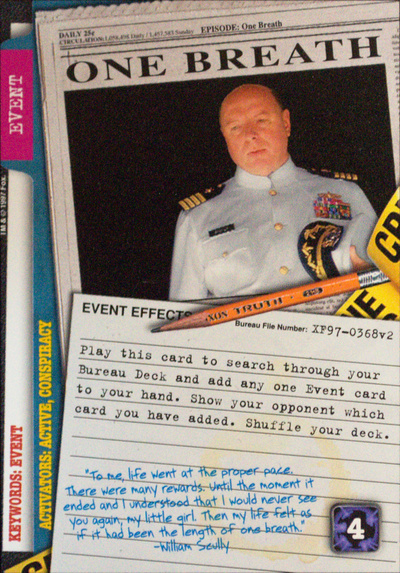 DAILY 25¢ EPISODE: One Breath
ONE BREATH
EVENT
TM & © 1997 Fox.
EVENT EFFECTS
TRUTH
Bureau File Number: XF97-0368v2
Play this card to search through your
Bureau Deck and add any one Event card
to your hand. Show your opponent which
card you have added. Shuffle your deck.
KEYWORDS: EVENT
ACTIVATORS: ACTIVE, CONSPIRACY
"To me, life went at the proper pace.
There were many rewards. Until the moment it
ended and I understood that I would never see
you again, my little girl. Then my life felt as
if it had been the length of one breath."
-William Scully
4